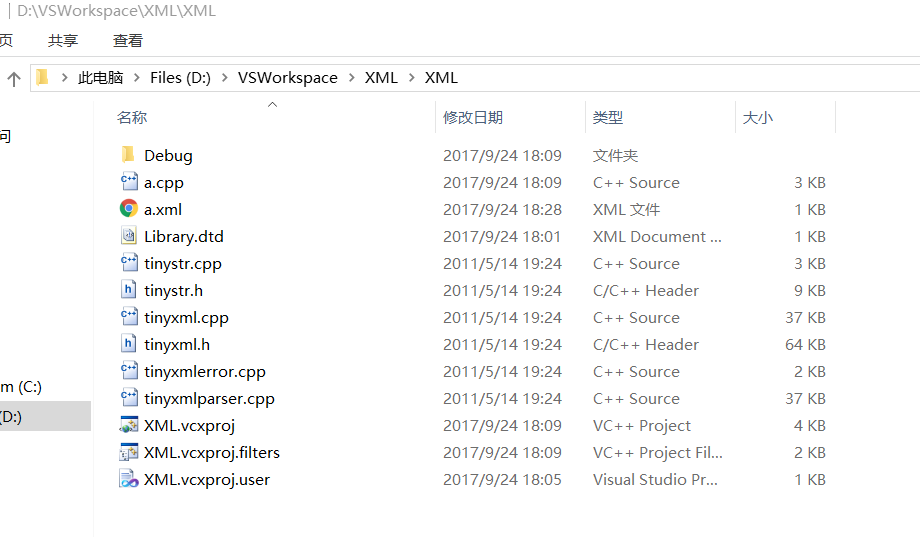 D:\VSWorkspace\XML\XML
页 共享 查看
此电脑 Files (D:) VSWorkspace XML XML
名称 修改日期 类型 大小
问
Debug 2017/9/24 18:09 文件夹
a.cpp 2017/9/24 18:09 C++ Source 3 KB
a.xml 2017/9/24 18:28 XML 文件 1 KB
Library.dtd 2017/9/24 18:01 XML Document ... 1 KB
tinystr.cpp 2011/5/14 19:24 C++ Source 3 KB
tinystr.h 2011/5/14 19:24 C/C++ Header 9 KB
tinyxml.cpp 2011/5/14 19:24 C++ Source 37 KB
tinyxml.h 2011/5/14 19:24 C/C++ Header 64 KB
tinyxmlerror.cpp 2011/5/14 19:24 C++ Source 2 KB
m (C:)
tinyxmlparser.cpp 2011/5/14 19:24 C++ Source 37 KB
(D:)
XML.vcxproj 2017/9/24 18:09 VC++ Project 4 KB
XML.vcxproj.filters 2017/9/24 18:09 VC++ Project Fil... 2 KB
XML.vcxproj.user 2017/9/24 18:05 Visual Studio Pr... 1 KB